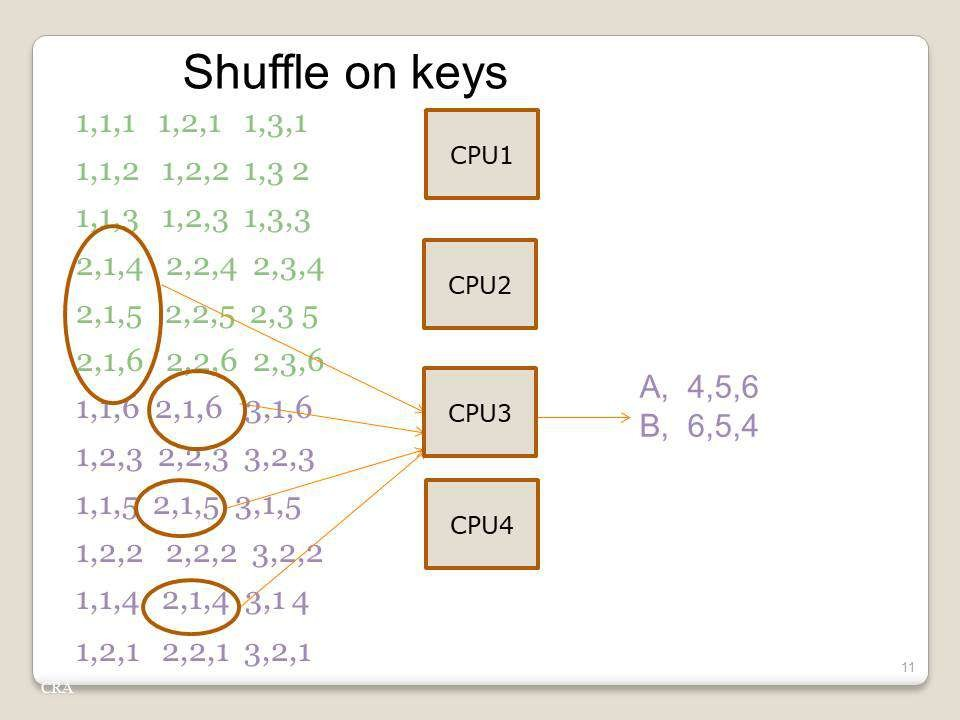 Shuffle on keys
1,1,1 1,2,1 1,3,1
1,1,2 1,2,2 1,3 2
1,1,3 1,2,3 1,3,3
2,1,4 2,2,4 2,3,4
2,1,5 2,2,5 2,3 5
2,1,6 2,2,6 2,3,6
1,1,6 2,1,6 3,1,6
1,2,3 2,2,3 3,2,3
1,1,5 2,1,5 3,1,5
1,2,2 2,2,2 3,2,2
1,1,4 2,1,4 3,1 4
1,2,1 2,2,1 3,2,1
CPU1
CPU2
CPU3
CPU4
A, 4,5,6
B, 6,5,4
11
CRA